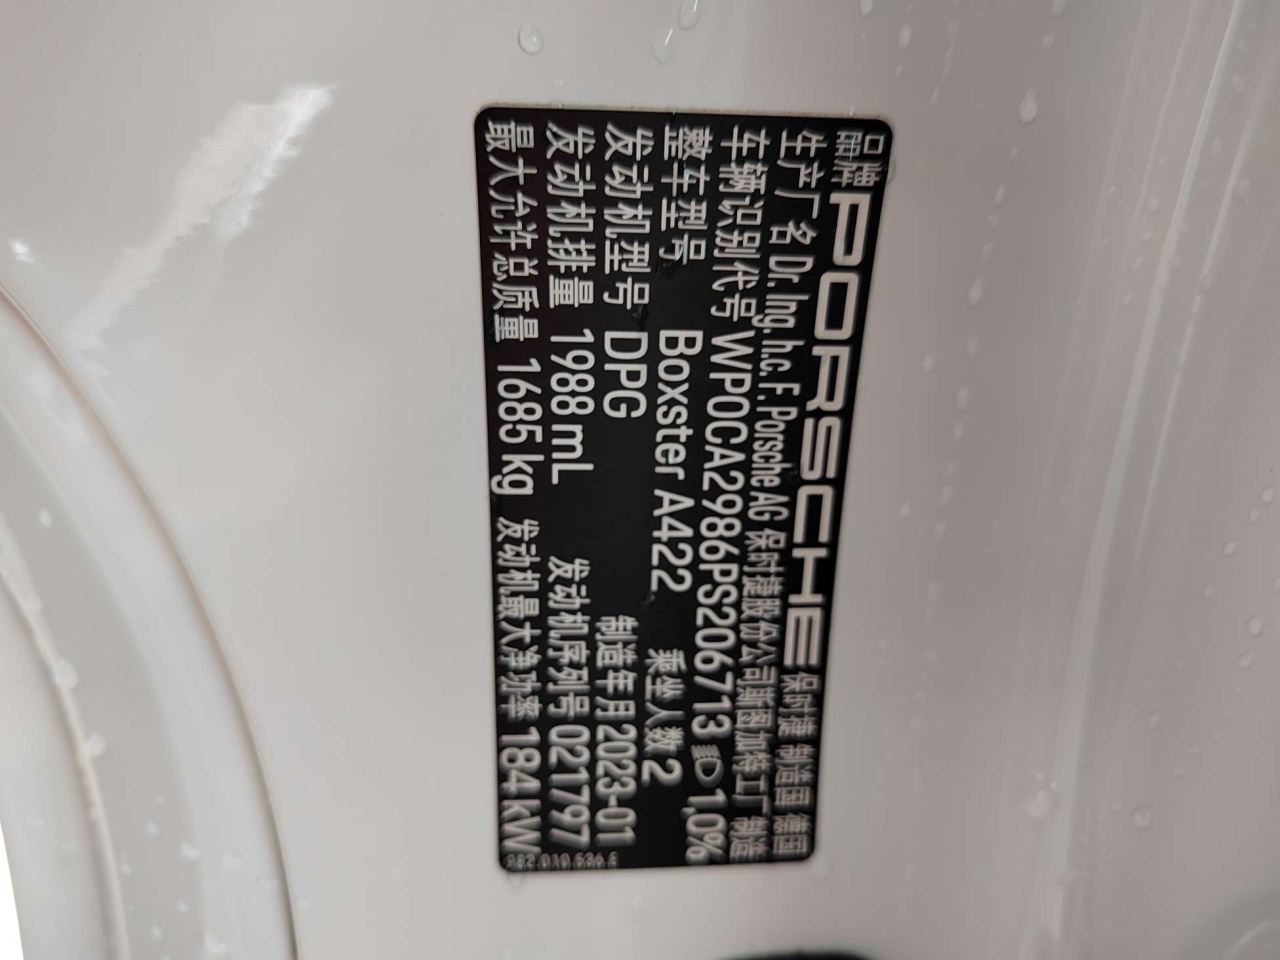 品牌 PORSCHE 保时捷 制造国 德国
生产厂名 Dr. Ing. h.c. F. Porsche AG 保时捷股份公司斯图加特工厂制造
车辆识别代号 WP0CA2986PS206713 1,0%
整车型号 Boxster A422 乘坐人数 2
发动机型号 DPG 制造年月 2023-01
发动机排量 1988 mL 发动机序列号 021797
最大允许总质量 1685 kg 发动机最大净功率 184 kW
982.010.536.E